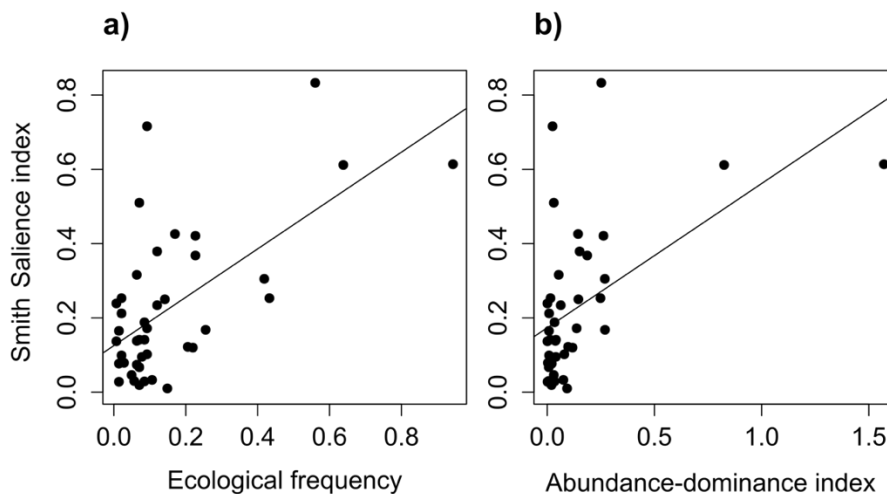 a)
b)
Smith Salience index
0.8
0.6
0.4
0.2
0.0
0.0 0.2 0.4 0.6 0.8
Ecological frequency
0.8
0.6
0.4
0.2
0.0
0.0 0.5 1.0 1.5
Abundance-dominance index